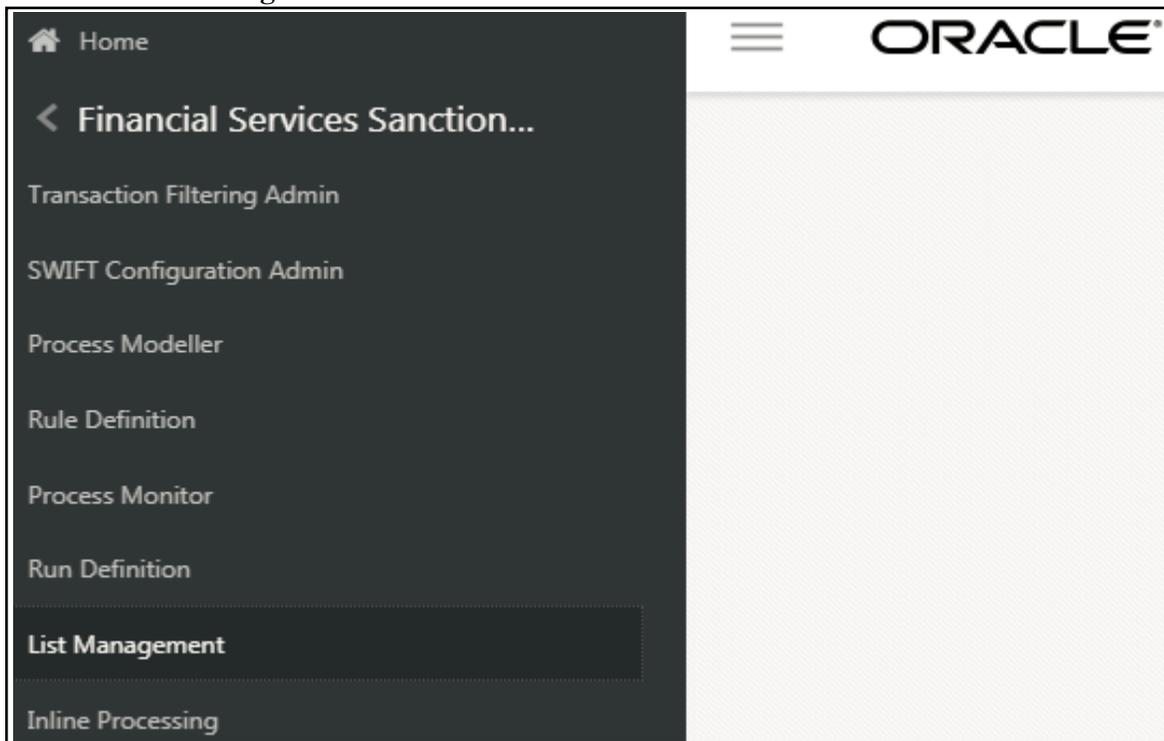 Home
ORACLE
Financial Services Sanction...
Transaction Filtering Admin
SWIFT Configuration Admin
Process Modeller
Rule Definition
Process Monitor
Run Definition
List Management
Inline Processing